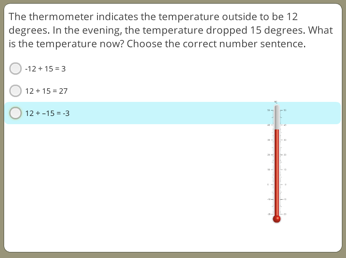 The thermometer indicates the temperature outside to be 12
degrees. In the evening, the temperature dropped 15 degrees. What
is the temperature now? Choose the correct number sentence.
-12 + 15 = 3
12 + 15 = 27
12 + –15 = -3